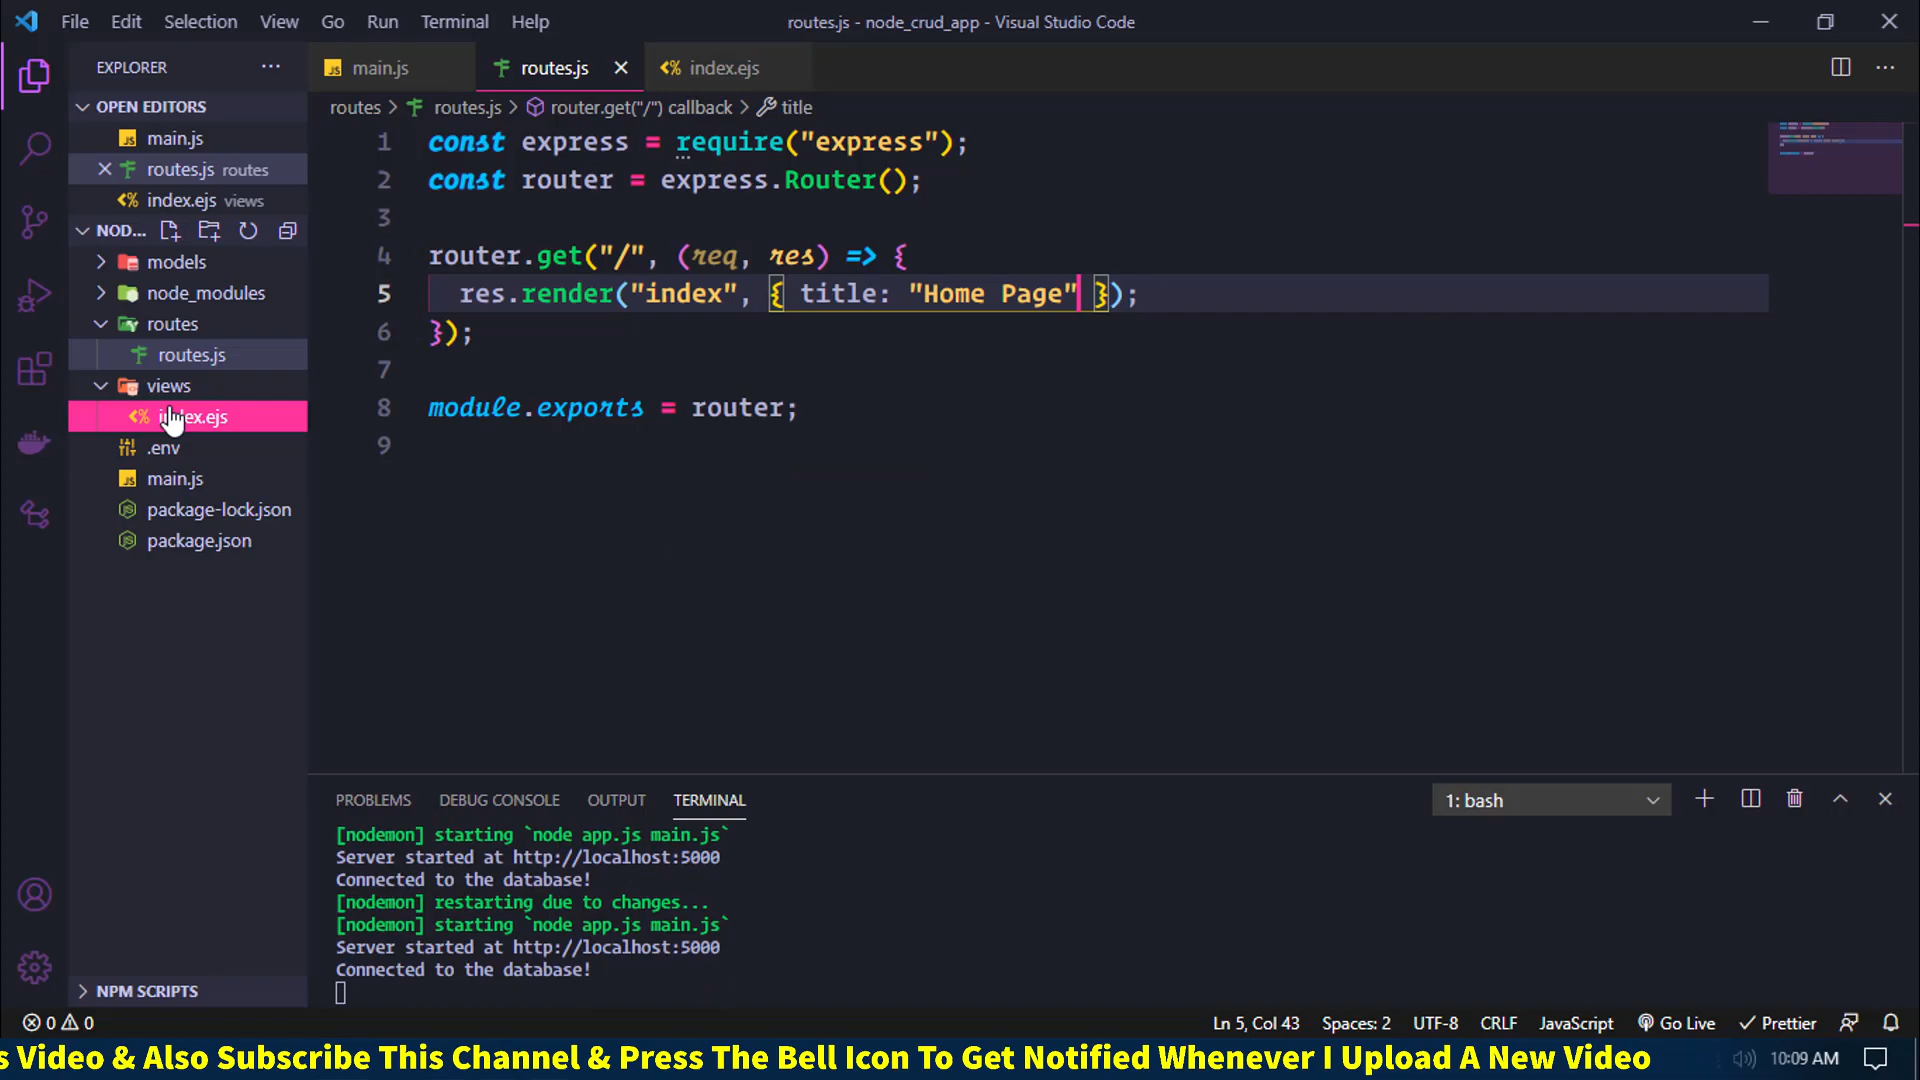 File Edit Selection View Go Run Terminal Help
routes.js - node_crud_app - Visual Studio Code
EXPLORER
OPEN EDITORS
main.js
routes.js routes
index.ejs views
NOD...
models
node_modules
routes
routes.js
views
index.ejs
.env
main.js
package-lock.json
package.json
NPM SCRIPTS
main.js routes.js index.ejs
routes > routes.js > router.get("/") callback > title
1 const express = require("express");
2 const router = express.Router();
3
4 router.get("/", (req, res) => {
5 res.render("index", { title: "Home Page" });
6 });
7
8 module.exports = router;
9
PROBLEMS DEBUG CONSOLE OUTPUT TERMINAL
1: bash
[nodemon] starting `node app.js main.js`
Server started at http://localhost:5000
Connected to the database!
[nodemon] restarting due to changes...
[nodemon] starting `node app.js main.js`
Server started at http://localhost:5000
Connected to the database!
0 0
Ln 5, Col 43 Spaces: 2 UTF-8 CRLF JavaScript Go Live Prettier
s Video & Also Subscribe This Channel & Press The Bell Icon To Get Notified Whenever I Upload A New Video
10:09 AM